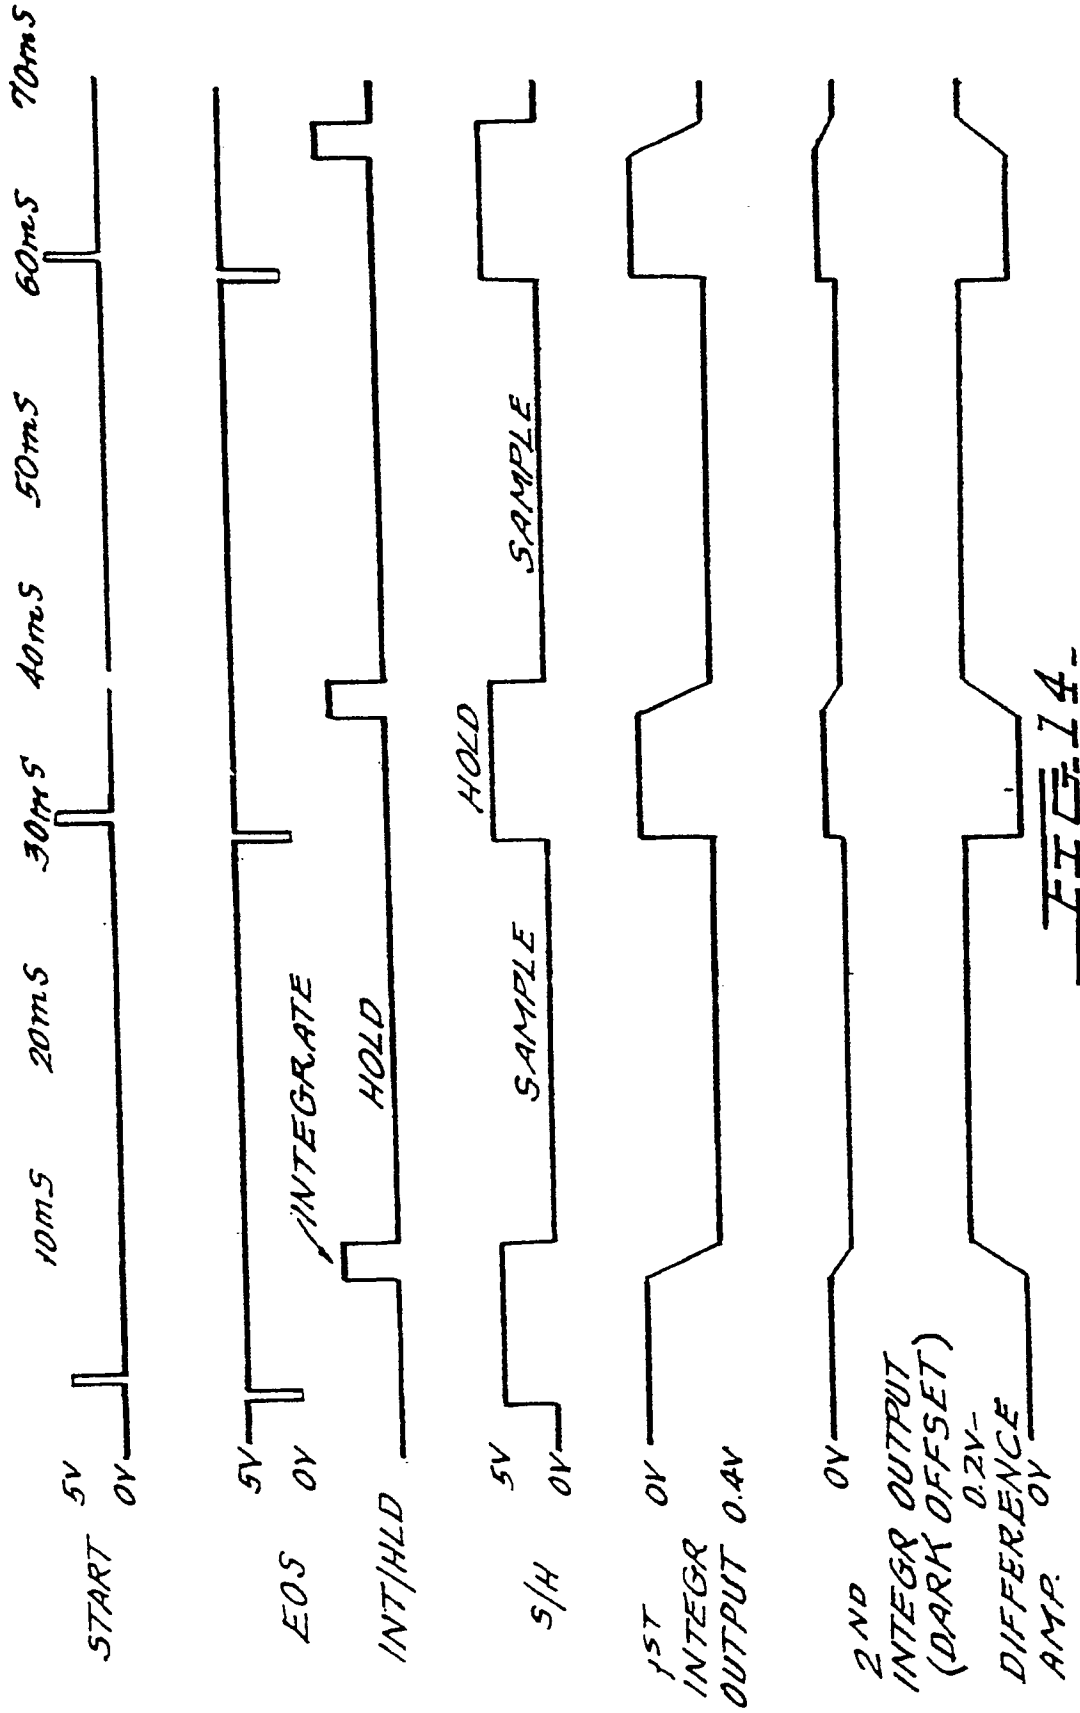 10mS 20mS 30mS 40mS 50mS 60mS 70mS
START
5V
0V
EOS
5V
0V
INTEGRATE
INT/HLD
HOLD
HOLD
S/H
5V
0V
SAMPLE
SAMPLE
1ST
INTEGR
OUTPUT
0V
0.4V
2ND
INTEGR OUTPUT
(DARK OFFSET)
0V
DIFFERENCE
AMP.
0.2V-
0V
FIG. 14.